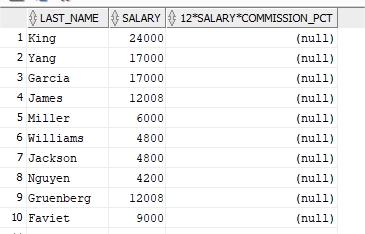 LAST_NAME SALARY 12*SALARY*COMMISSION_PCT
1 King 24000 (null)
2 Yang 17000 (null)
3 Garcia 17000 (null)
4 James 12008 (null)
5 Miller 6000 (null)
6 Williams 4800 (null)
7 Jackson 4800 (null)
8 Nguyen 4200 (null)
9 Gruenberg 12008 (null)
10 Faviet 9000 (null)